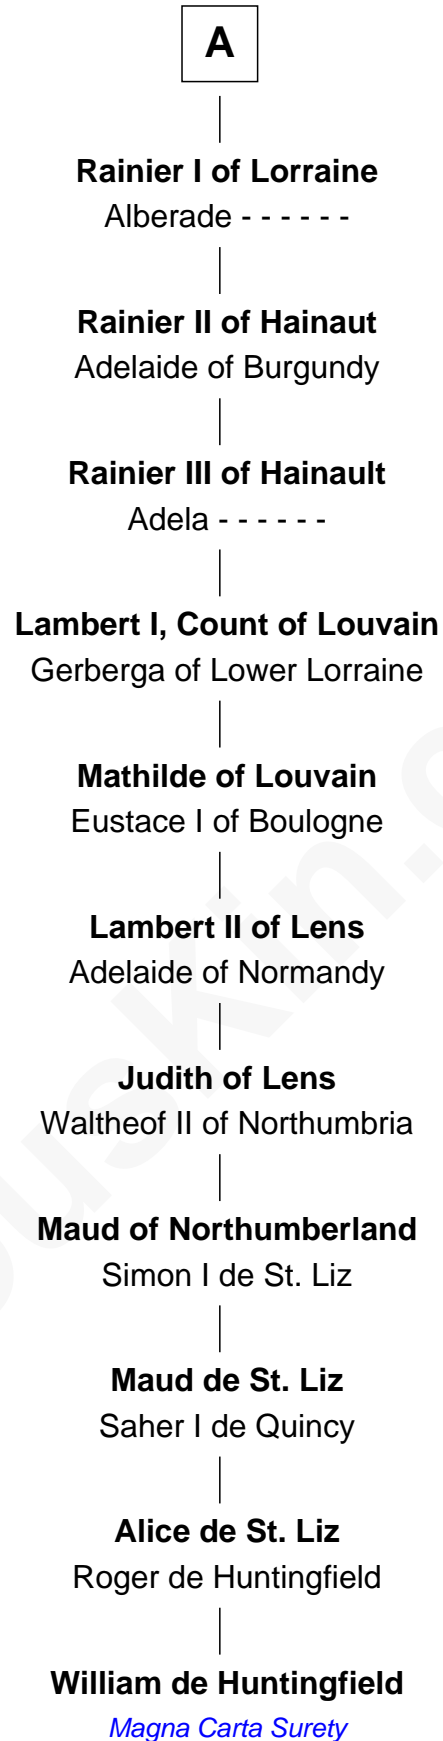 A
Rainier I of Lorraine
Alberade - - - - - -
Rainier II of Hainaut
Adelaide of Burgundy
Rainier III of Hainault
Adela - - - - - -
Lambert I, Count of Louvain
Gerberga of Lower Lorraine
Mathilde of Louvain
Eustace I of Boulogne
Lambert II of Lens
Adelaide of Normandy
Judith of Lens
Waltheof II of Northumbria
Maud of Northumberland
Simon I de St. Liz
Maud de St. Liz
Saher I de Quincy
Alice de St. Liz
Roger de Huntingfield
William de Huntingfield
Magna Carta Surety